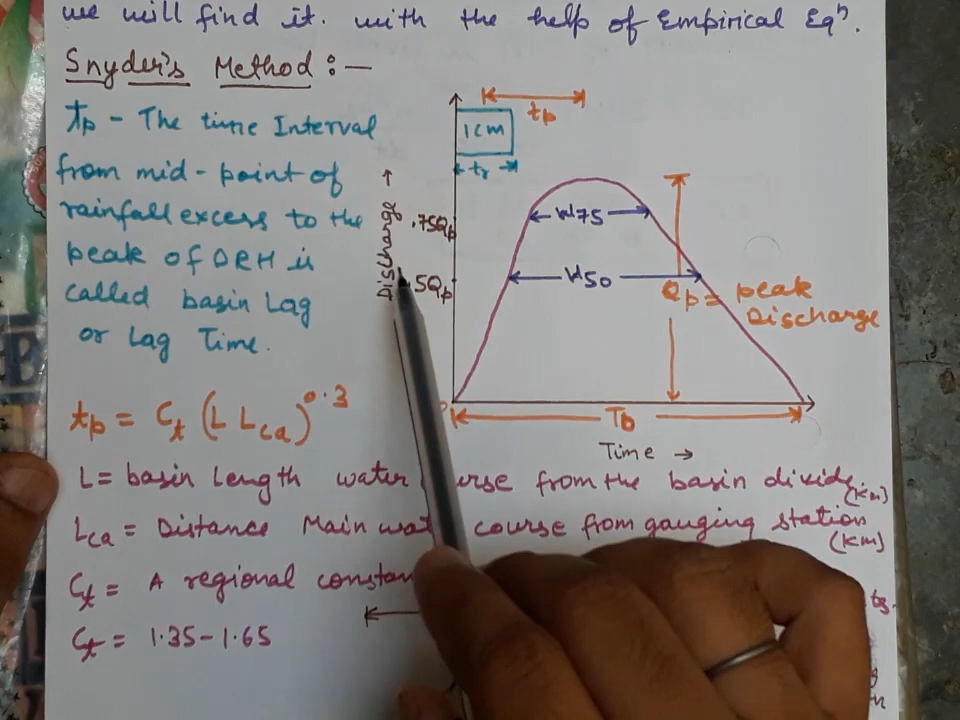 we will find it. with the help of Empirical Eqn.
Snyder's Method :—
tp - The time Interval
from mid-point of
rainfall excess to the
peak of DRH is
called basin Lag
or Lag Time.
tp = Ct (L Lca)^0.3
tp
1cm
tr
Discharge →
.75Qp
.5Qp
W75
W50
Qp = peak
Discharge
Tb
Time →
L = basin Length water from the basin divide (km)
Lca = Distance Main course from gauging station (km)
Ct = A regional
Ct = 1.35-1.65